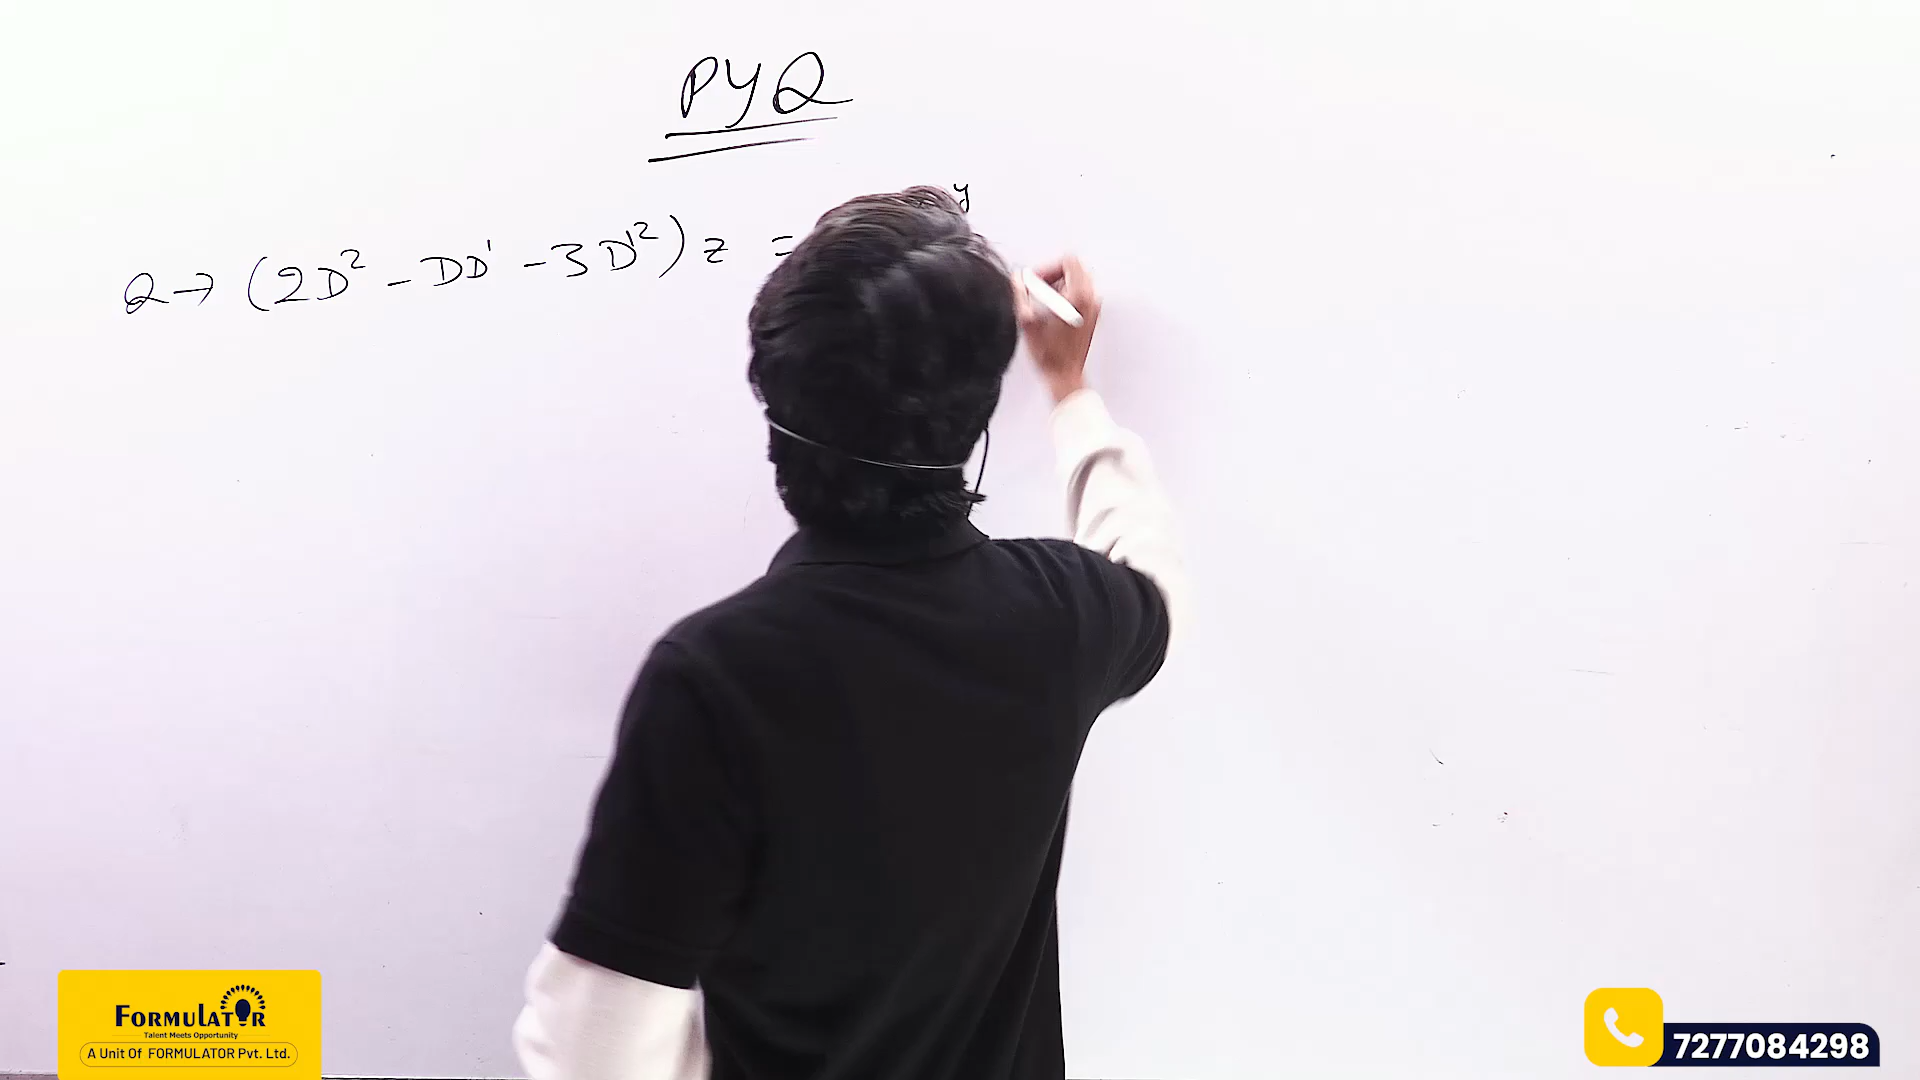 PYQ
Q → (2D² - DD' - 3D'²) z =
y
FORMULATOR
Talent Meets Opportunity
A Unit Of FORMULATOR Pvt. Ltd.
7277084298